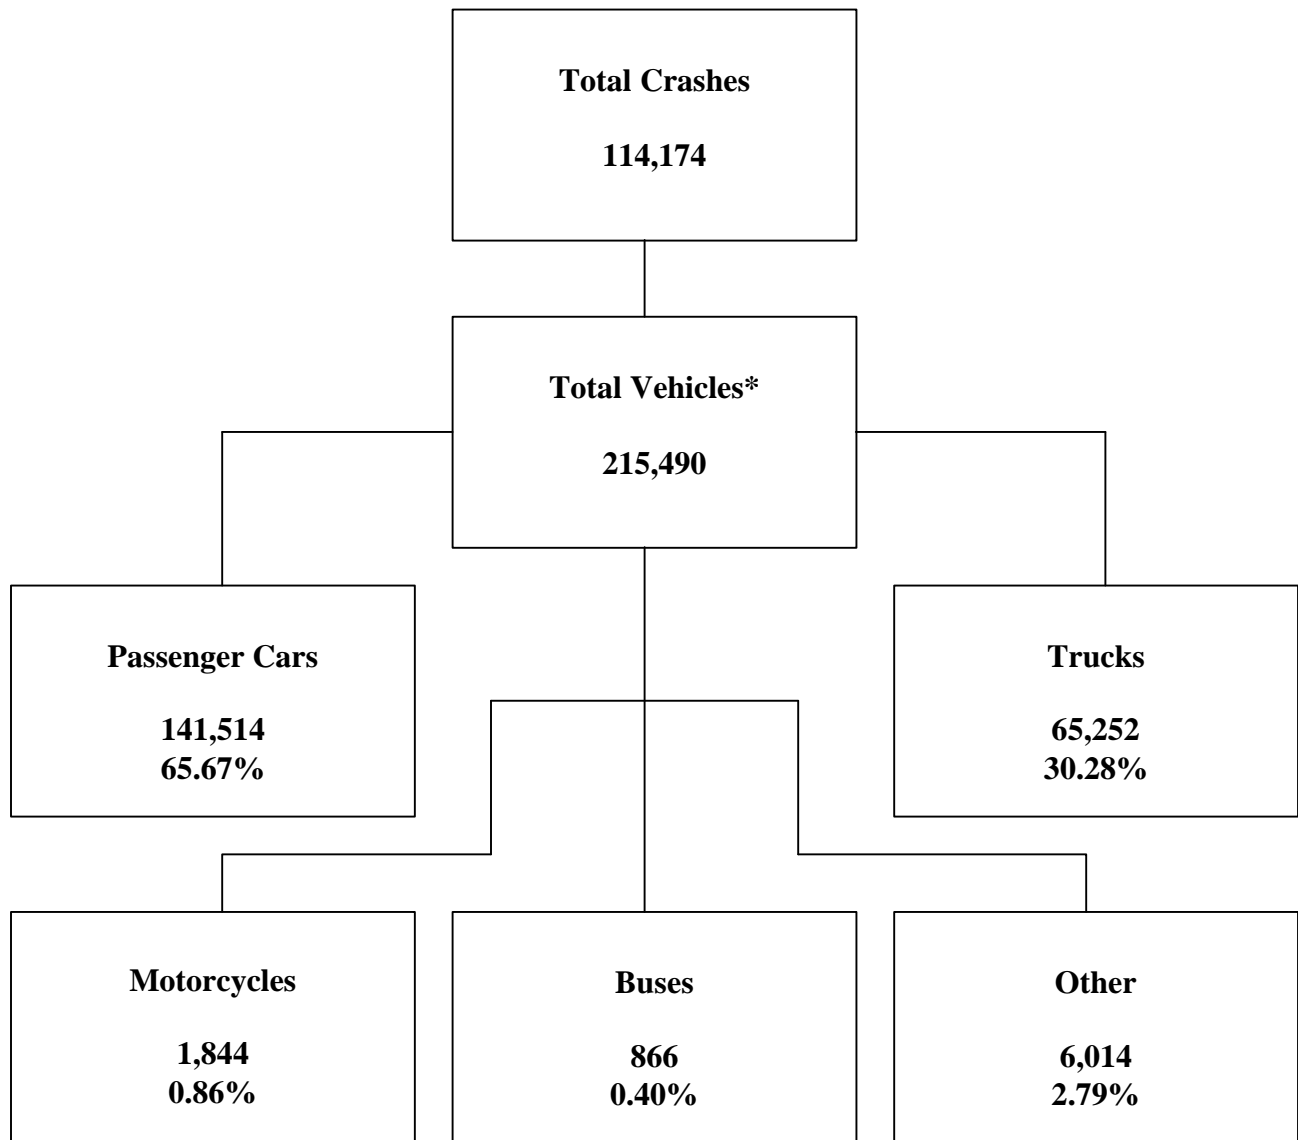 Total Crashes
114,174
Total Vehicles*
215,490
Passenger Cars
141,514
65.67%
Trucks
65,252
30.28%
Motorcycles
1,844
0.86%
Buses
866
0.40%
Other
6,014
2.79%